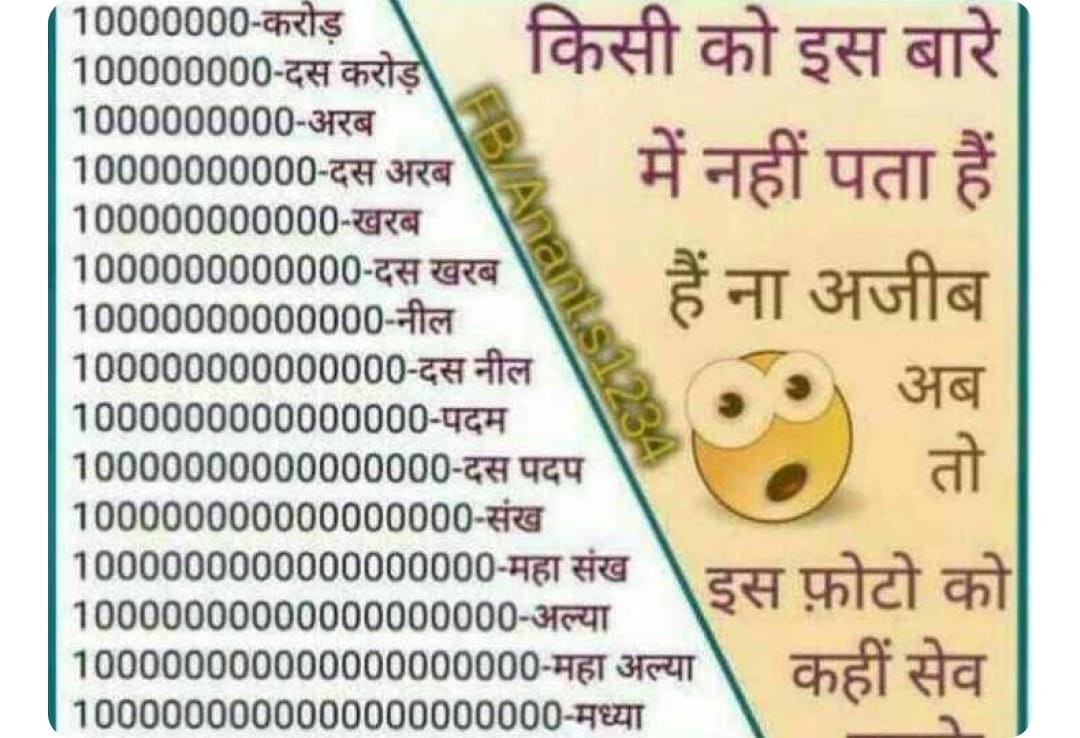 10000000-करोड़
100000000-दस करोड़
1000000000-अरब
10000000000-दस अरब
100000000000-खरब
1000000000000-दस खरब
10000000000000-नील
100000000000000-दस नील
1000000000000000-पदम
10000000000000000-दस पदप
100000000000000000-संख
1000000000000000000-महा संख
10000000000000000000-अल्या
100000000000000000000-महा अल्या
1000000000000000000000-मध्या
FB/Anant.s1234
किसी को इस बारे
में नहीं पता हैं
हैं ना अजीब
अब
तो
इस फ़ोटो को
कहीं सेव